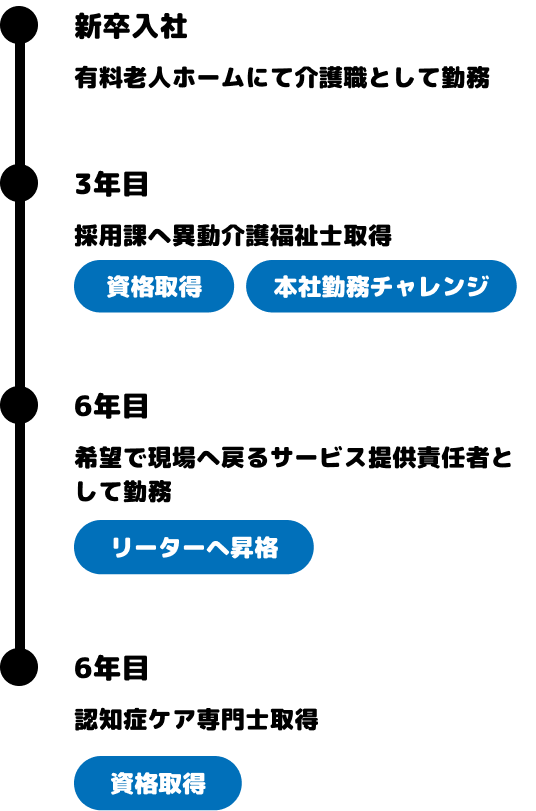 新卒入社
有料老人ホームにて介護職として勤務
3年目
採用課へ異動介護福祉士取得
資格取得 本社勤務チャレンジ
6年目
希望で現場へ戻るサービス提供責任者と
して勤務
リーターへ昇格
6年目
認知症ケア専門士取得
資格取得